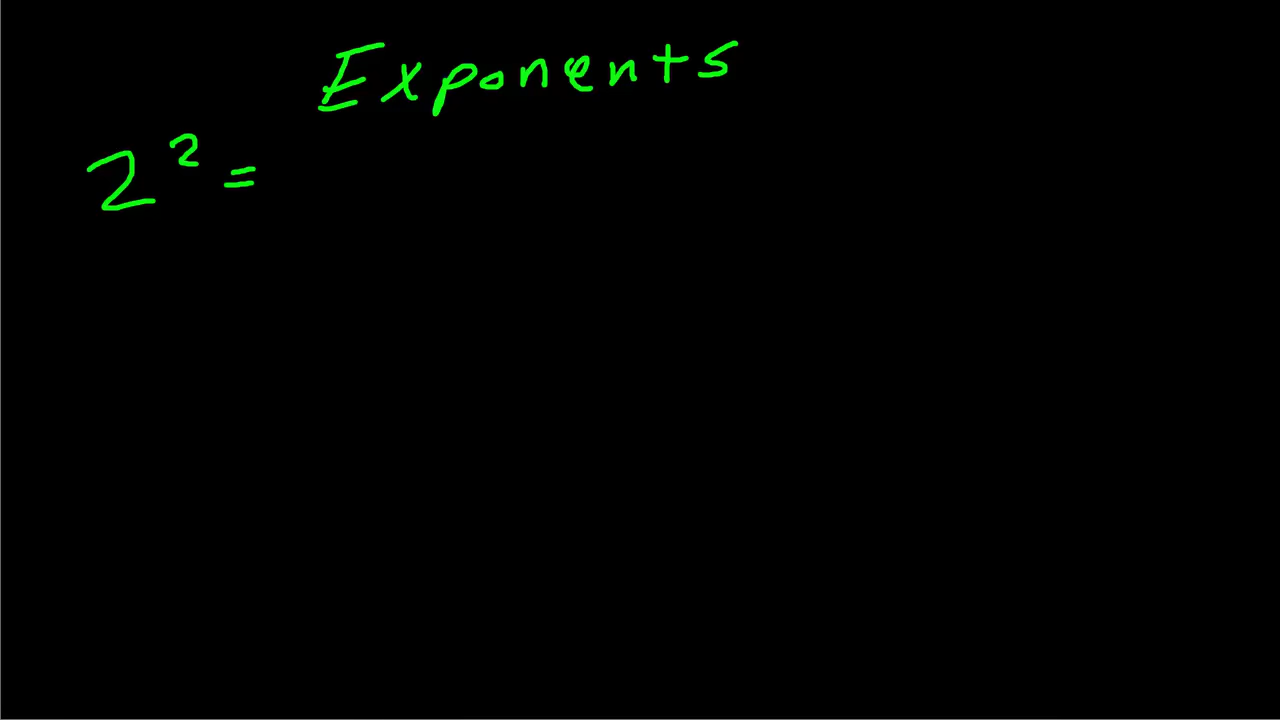 Exponents
2² =